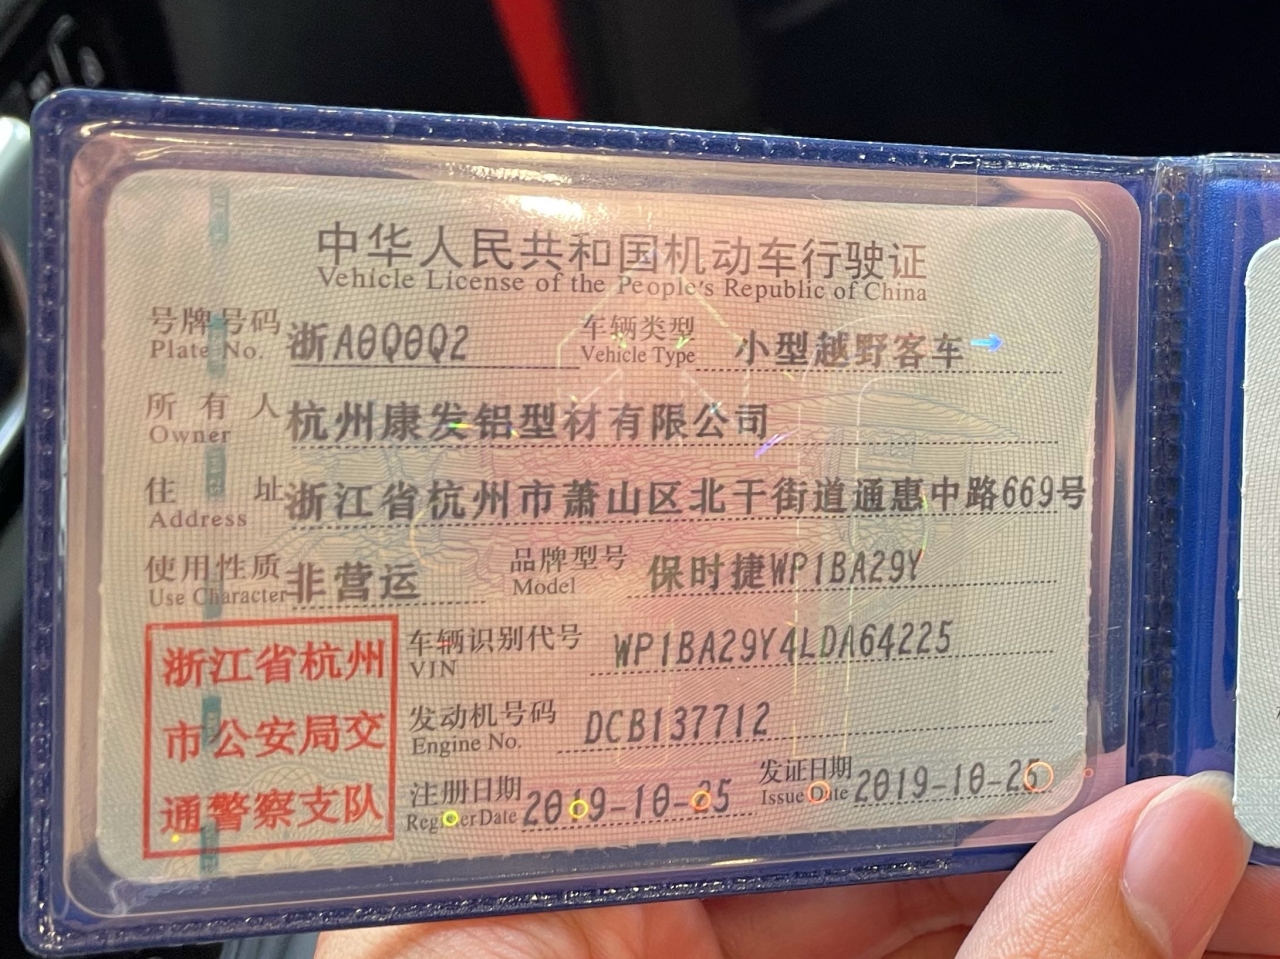 中华人民共和国机动车行驶证
Vehicle License of the People's Republic of China
号牌号码 浙A0Q0Q2 车辆类型 小型越野客车
Plate No. Vehicle Type
所有人 杭州康发铝型材有限公司
Owner
住址 浙江省杭州市萧山区北干街道通惠中路669号
Address
使用性质 非营运 品牌型号 保时捷WP1BA29Y
Use Character Model
浙江省杭州
市公安局交
通警察支队
车辆识别代号 WP1BA29Y4LDA64225
VIN
发动机号码 DCB137712
Engine No.
注册日期 2019-10-25 发证日期 2019-10-25
Register Date Issue Date